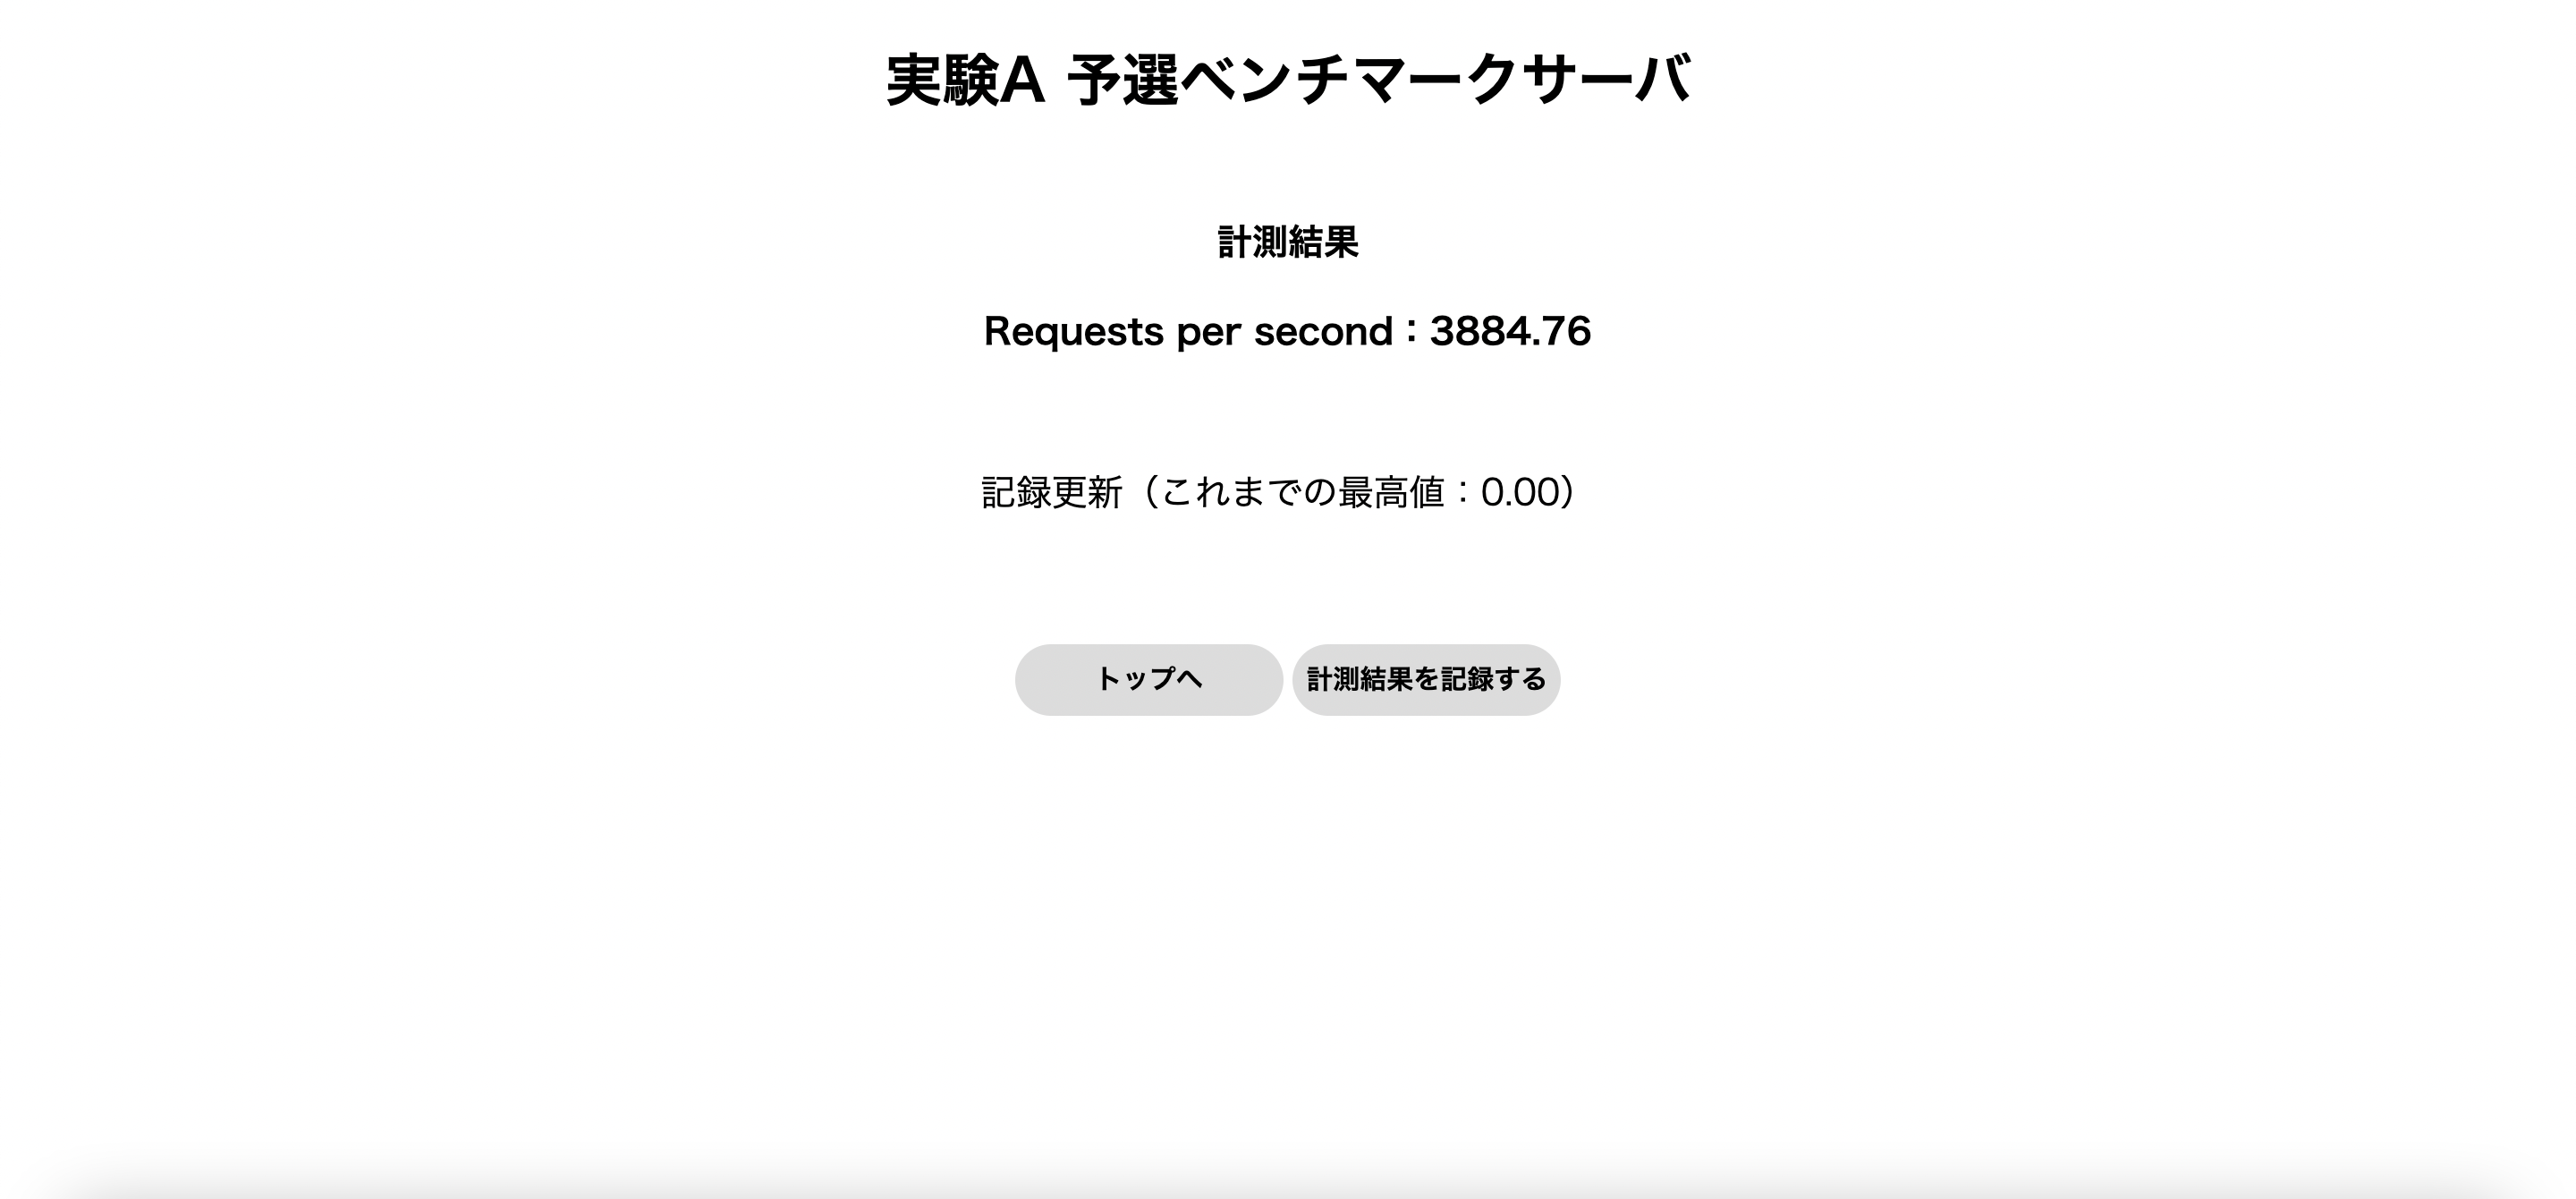 実験A 予選ベンチマークサーバ
計測結果
Requests per second：3884.76
記録更新（これまでの最高値：0.00）
トップへ 計測結果を記録する